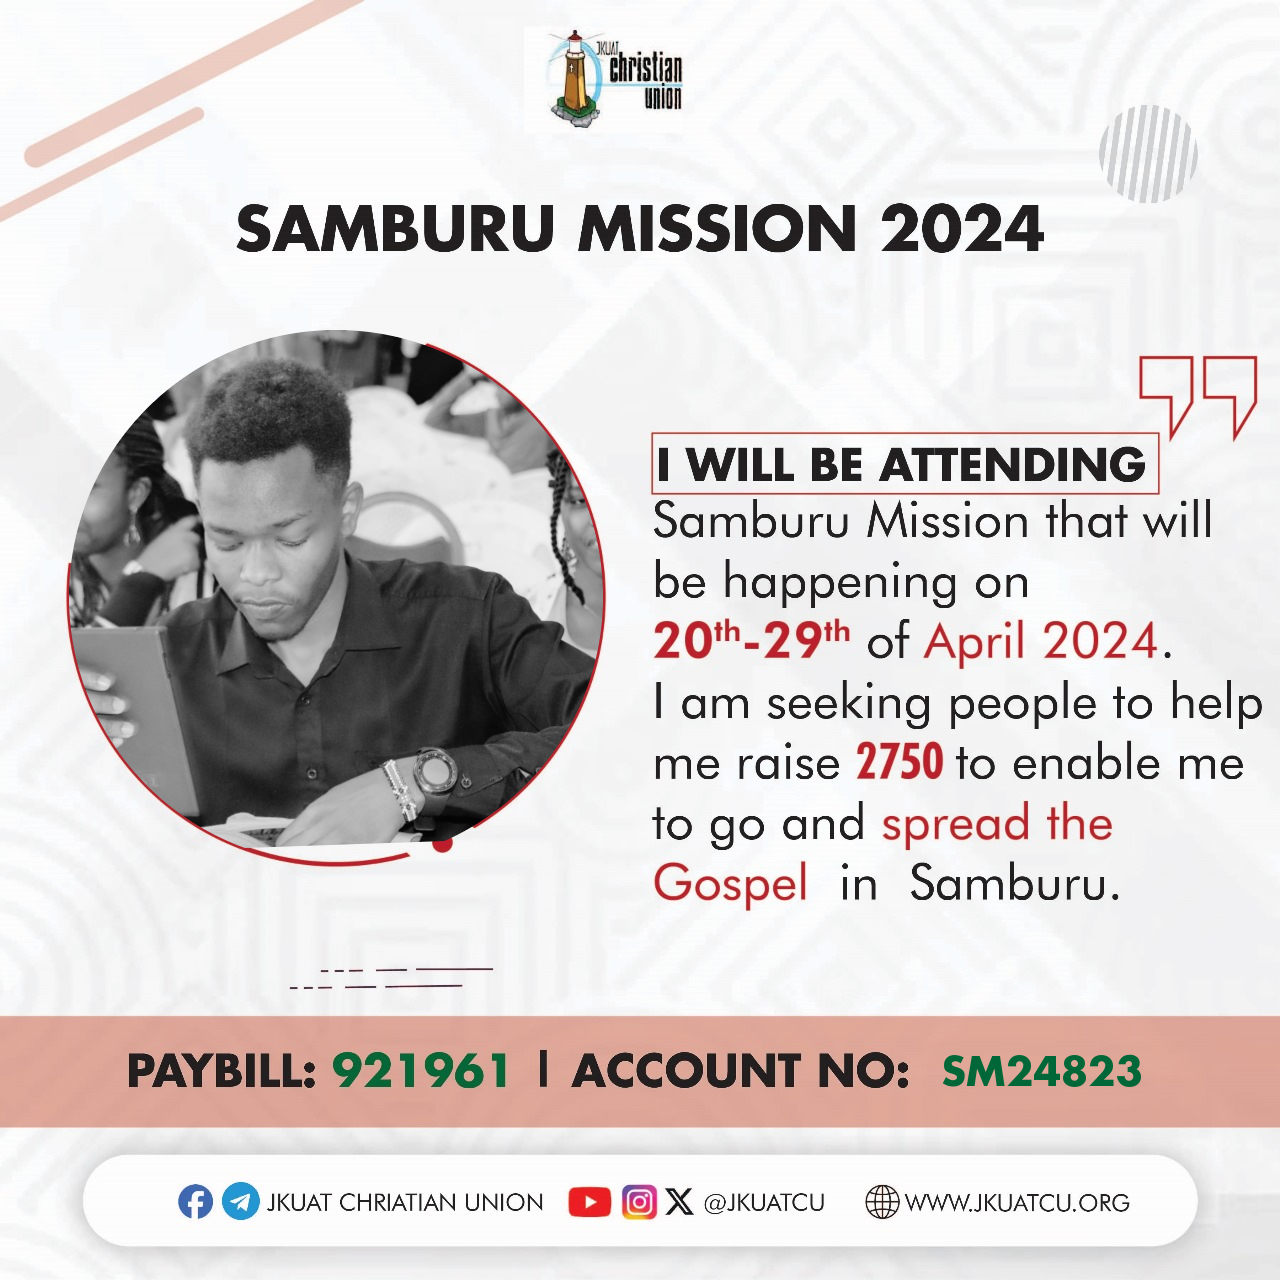 JKUAT
christian
union
SAMBURU MISSION 2024
I WILL BE ATTENDING
Samburu Mission that will
be happening on
20th-29th of April 2024.
I am seeking people to help
me raise 2750 to enable me
to go and spread the
Gospel in Samburu.
PAYBILL: 921961 | ACCOUNT NO: SM24823
JKUAT CHRIATIAN UNION @JKUATCU WWW.JKUATCU.ORG